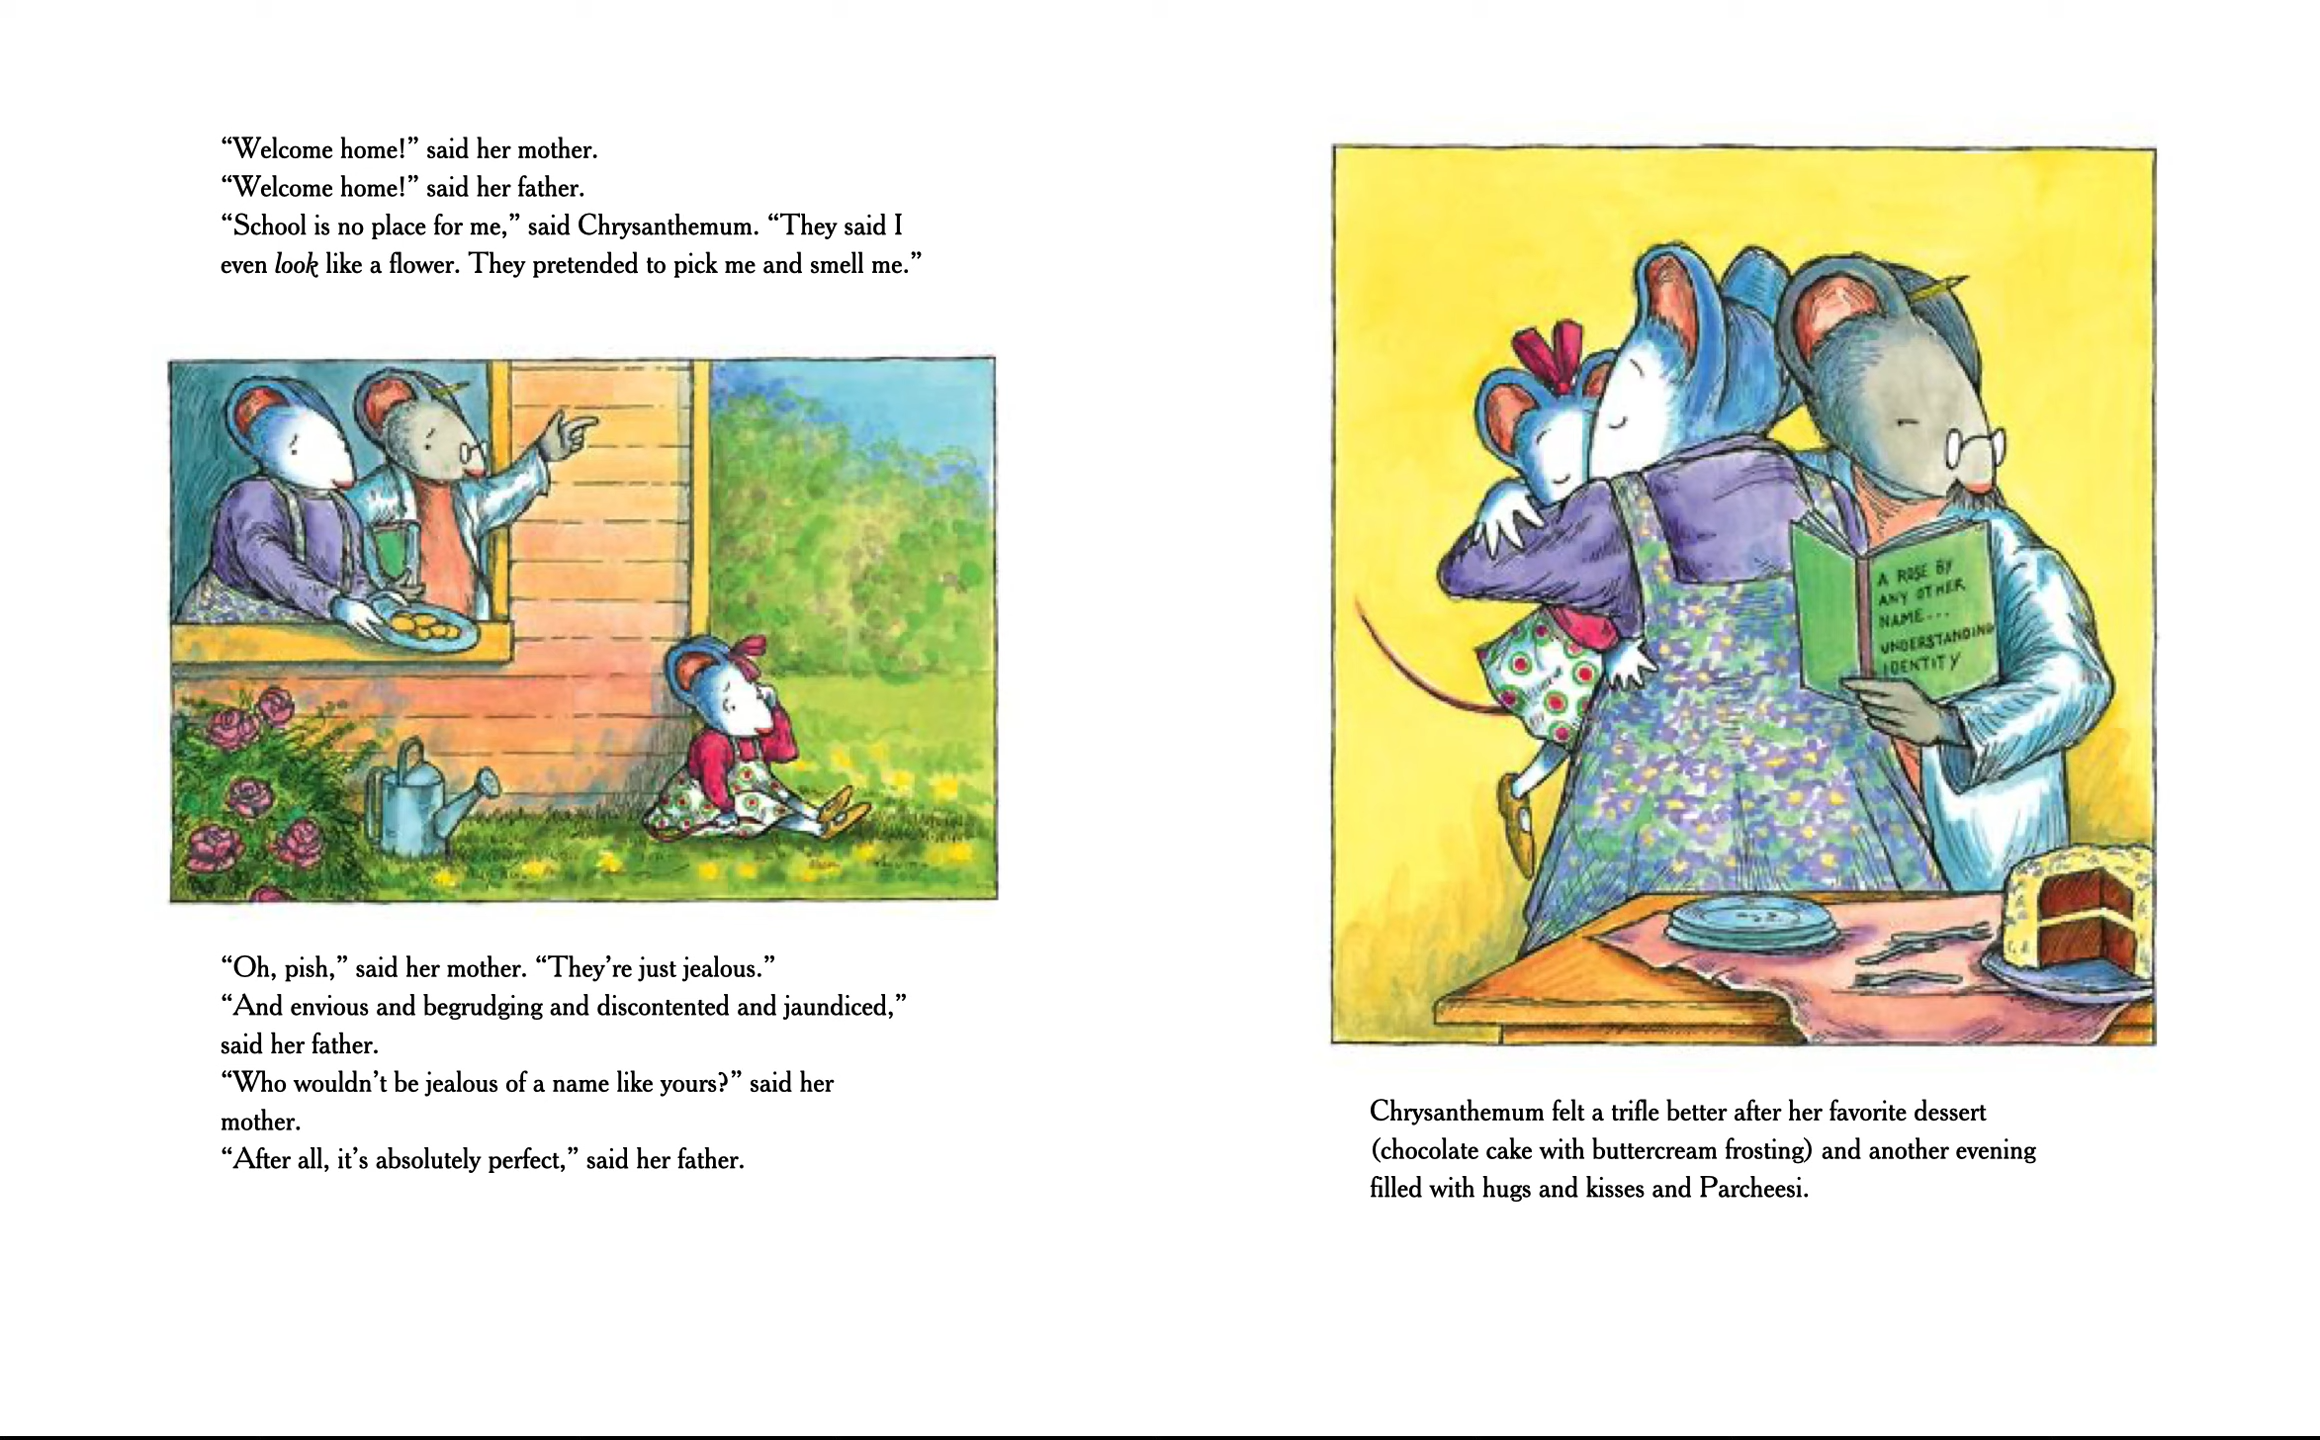 “Welcome home!” said her mother.
“Welcome home!” said her father.
“School is no place for me,” said Chrysanthemum. “They said I
even look like a flower. They pretended to pick me and smell me.”
“Oh, pish,” said her mother. “They’re just jealous.”
“And envious and begrudging and discontented and jaundiced,”
said her father.
“Who wouldn’t be jealous of a name like yours?” said her
mother.
“After all, it’s absolutely perfect,” said her father.
A ROSE BY
ANY OTHER
NAME...
UNDERSTANDING
IDENTITY
Chrysanthemum felt a trifle better after her favorite dessert
(chocolate cake with buttercream frosting) and another evening
filled with hugs and kisses and Parcheesi.